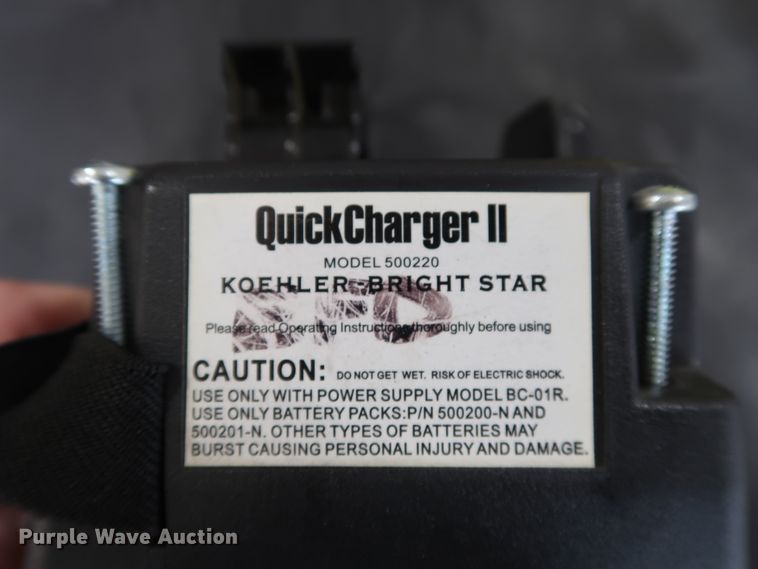 QuickCharger II
MODEL 500220
KOEHLER-BRIGHT STAR
EFD
Please read Operating Instructions thoroughly before using
CAUTION: DO NOT GET WET. RISK OF ELECTRIC SHOCK.
USE ONLY WITH POWER SUPPLY MODEL BC-01R.
USE ONLY BATTERY PACKS:P/N 500200-N AND
500201-N. OTHER TYPES OF BATTERIES MAY
BURST CAUSING PERSONAL INJURY AND DAMAGE.
Purple Wave Auction